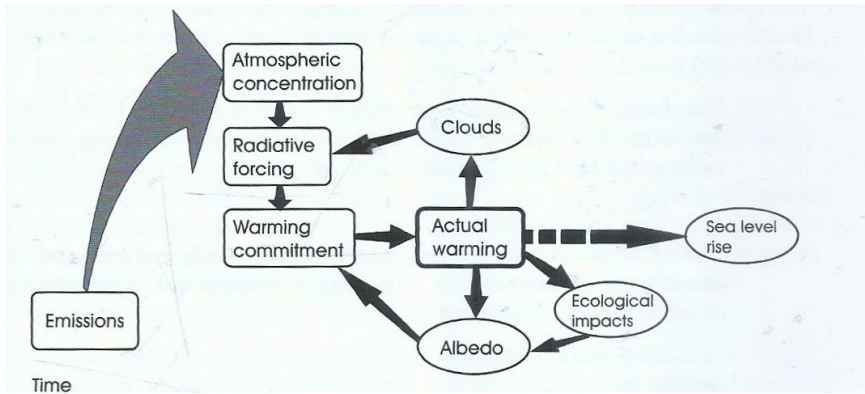 Atmospheric
concentration
Clouds
Radiative
forcing
Warming
commitment
Actual
warming
Sea level
rise
Ecological
impacts
Emissions
Albedo
Time